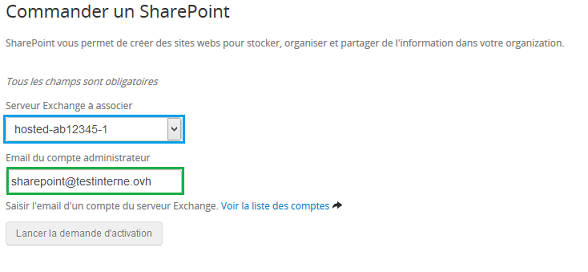 Commander un SharePoint
SharePoint vous permet de créer des sites webs pour stocker, organiser et partager de l'information dans votre organization.
Tous les champs sont obligatoires
Serveur Exchange à associer
hosted-ab12345-1
Email du compte administrateur
sharepoint@testinterne.ovh
Saisir l'email d'un compte du serveur Exchange. Voir la liste des comptes
Lancer la demande d'activation